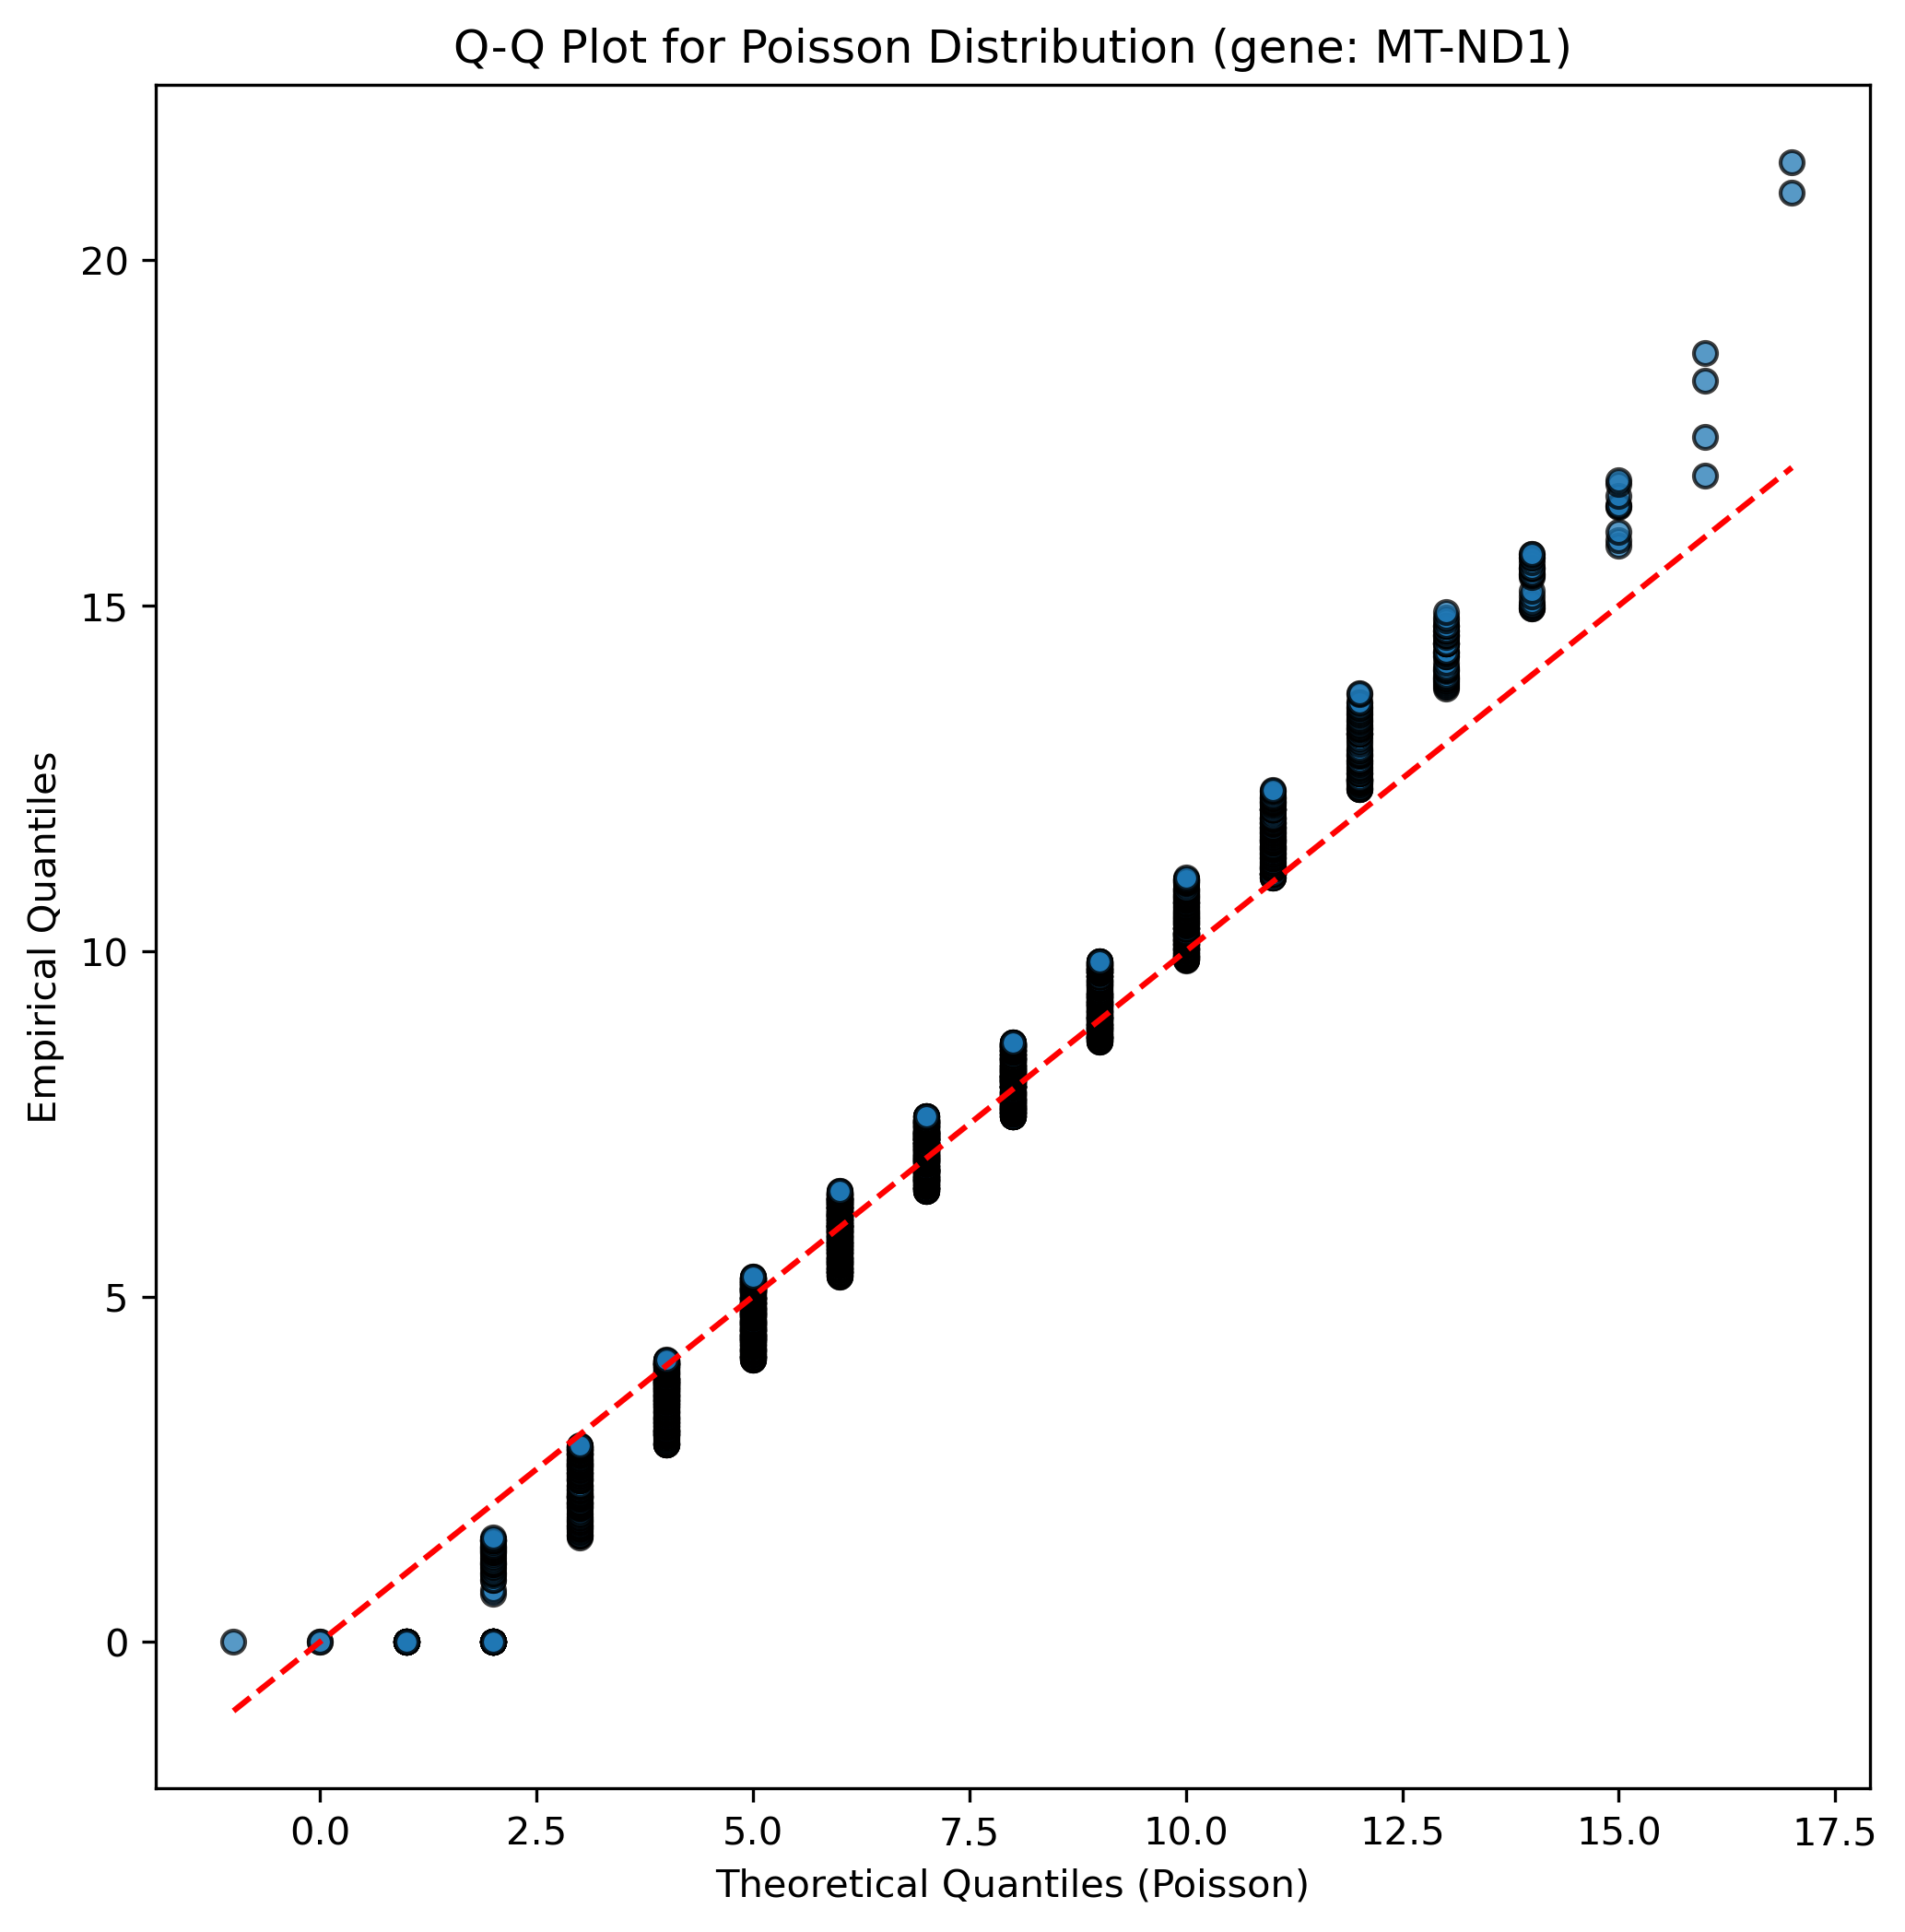 Q-Q Plot for Poisson Distribution (gene: MT-ND1)
Empirical Quantiles
20
15
10
5
0
0.0 2.5 5.0 7.5 10.0 12.5 15.0 17.5
Theoretical Quantiles (Poisson)